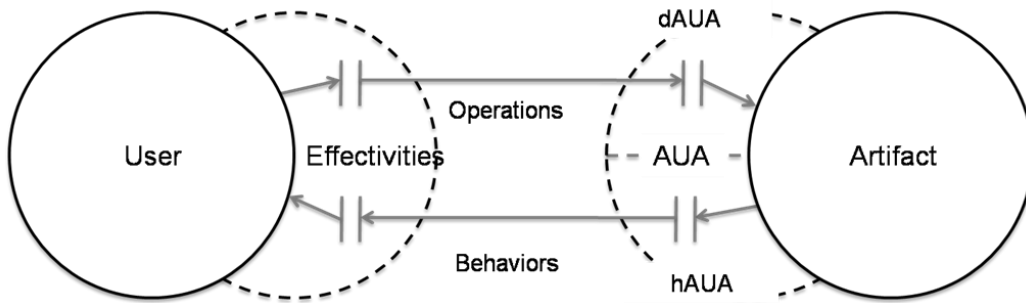 dAUA
Operations
User
Effectivities
AUA
Artifact
Behaviors
hAUA